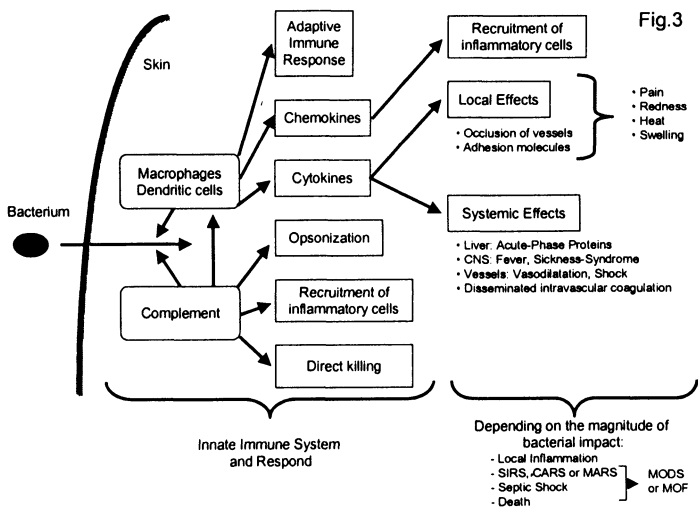 Fig.3
Skin
Bacterium
Macrophages
Dendritic cells
Complement
Adaptive
Immune
Response
Chemokines
Cytokines
Opsonization
Recruitment of
inflammatory cells
Direct killing
Recruitment of
inflammatory cells
Local Effects
• Occlusion of vessels
• Adhesion molecules
• Pain
• Redness
• Heat
• Swelling
Systemic Effects
• Liver: Acute-Phase Proteins
• CNS: Fever, Sickness-Syndrome
• Vessels: Vasodilatation, Shock
• Disseminated intravascular coagulation
Innate Immune System
and Respond
Depending on the magnitude of
bacterial impact:
- Local Inflammation
- SIRS, CARS or MARS
- Septic Shock
- Death
MODS
or MOF